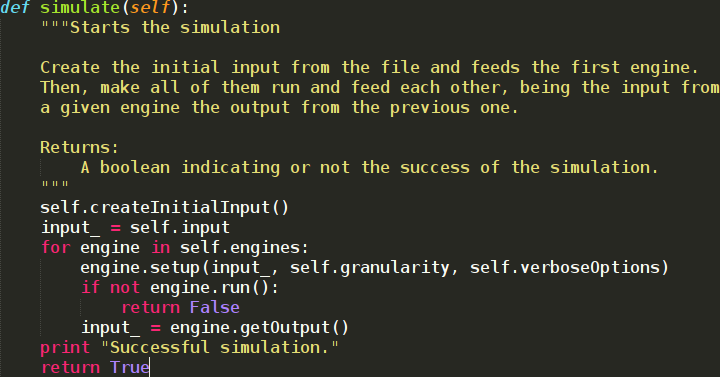 def simulate(self):
"""Starts the simulation
Create the initial input from the file and feeds the first engine.
Then, make all of them run and feed each other, being the input from
a given engine the output from the previous one.
Returns:
A boolean indicating or not the success of the simulation.
"""
self.createInitialInput()
input_ = self.input
for engine in self.engines:
engine.setup(input_, self.granularity, self.verboseOptions)
if not engine.run():
return False
input_ = engine.getOutput()
print "Successful simulation."
return True